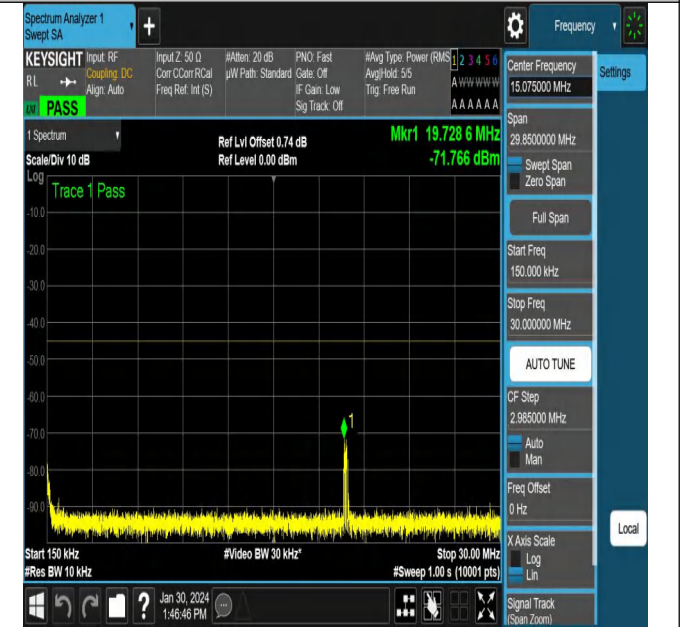 Spectrum Analyzer 1
Swept SA
+
Frequency
KEYSIGHT
RL
Input: RF
Coupling: DC
Align: Auto
Input Z: 50 Ω
Corr CCorr RCal
Freq Ref: Int (S)
#Atten: 20 dB
µW Path: Standard
PNO: Fast
Gate: Off
IF Gain: Low
Sig Track: Off
#Avg Type: Power (RMS
Avg|Hold: 5/5
Trig: Free Run
1 2 3 4 5 6
A W W W W W
A A A A A A
PASS
1 Spectrum
Scale/Div 10 dB
Ref Lvl Offset 0.74 dB
Ref Level 0.00 dBm
Mkr1 19.728 6 MHz
-71.766 dBm
Log
Trace 1 Pass
-10.0
-20.0
-30.0
-40.0
-50.0
-60.0
-70.0
-80.0
-90.0
1
Start 150 kHz
#Video BW 30 kHz*
Stop 30.00 MHz
#Res BW 10 kHz
#Sweep 1.00 s (10001 pts)
Jan 30, 2024
1:46:46 PM
?
Center Frequency
15.075000 MHz
Settings
Span
29.8500000 MHz
Swept Span
Zero Span
Full Span
Start Freq
150.000 kHz
Stop Freq
30.000000 MHz
AUTO TUNE
CF Step
2.985000 MHz
Auto
Man
Freq Offset
0 Hz
X Axis Scale
Log
Lin
Local
Signal Track
(Span Zoom)